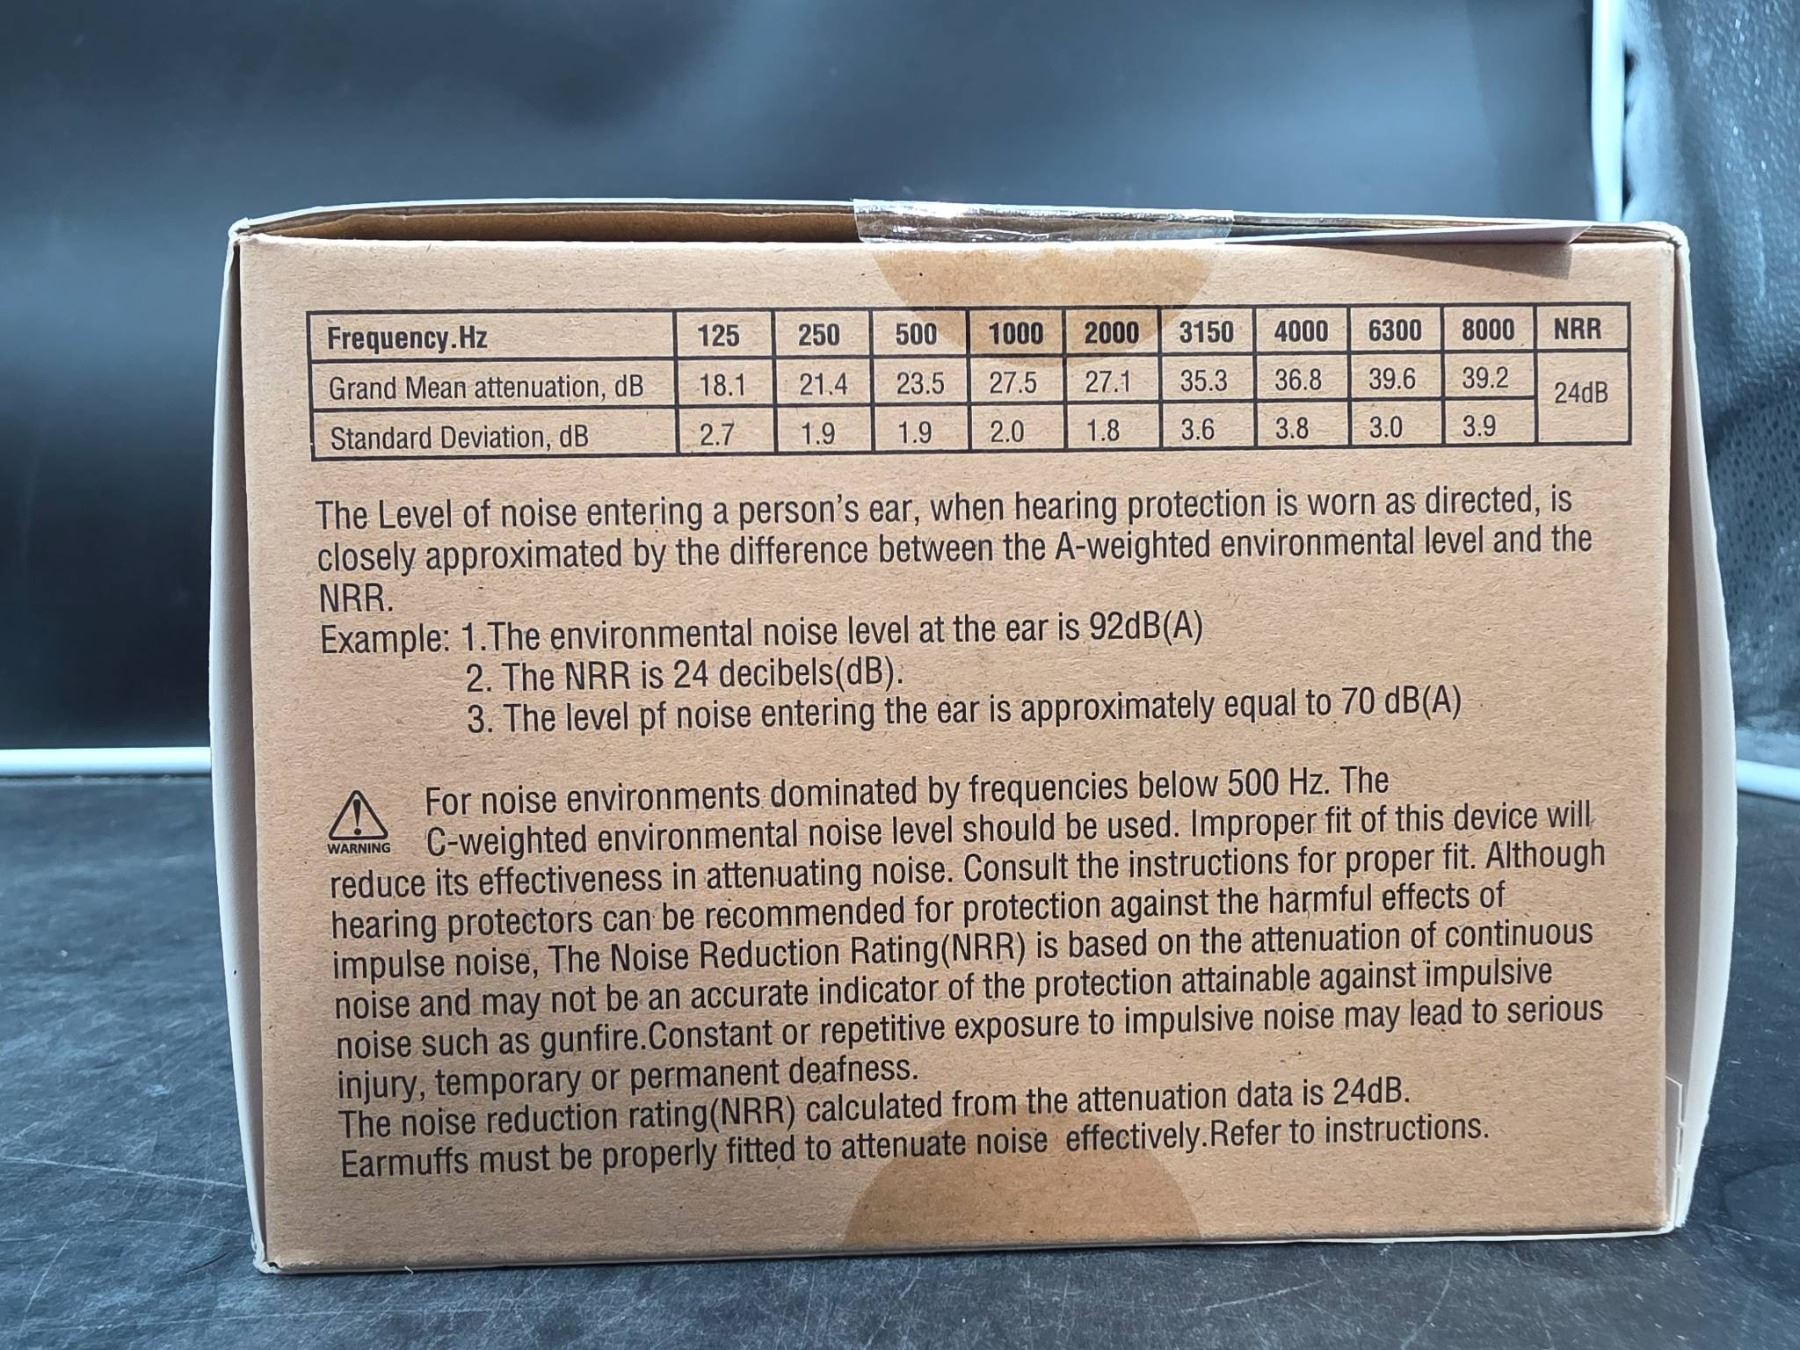 Frequency.Hz 125 250 500 1000 2000 3150 4000 6300 8000 NRR
Grand Mean attenuation, dB 18.1 21.4 23.5 27.5 27.1 35.3 36.8 39.6 39.2 24dB
Standard Deviation, dB 2.7 1.9 1.9 2.0 1.8 3.6 3.8 3.0 3.9
The Level of noise entering a person's ear, when hearing protection is worn as directed, is
closely approximated by the difference between the A-weighted environmental level and the
NRR.
Example: 1.The environmental noise level at the ear is 92dB(A)
2. The NRR is 24 decibels(dB).
3. The level pf noise entering the ear is approximately equal to 70 dB(A)
For noise environments dominated by frequencies below 500 Hz. The
WARNING C-weighted environmental noise level should be used. Improper fit of this device will
reduce its effectiveness in attenuating noise. Consult the instructions for proper fit. Although
hearing protectors can be recommended for protection against the harmful effects of
impulse noise, The Noise Reduction Rating(NRR) is based on the attenuation of continuous
noise and may not be an accurate indicator of the protection attainable against impulsive
noise such as gunfire.Constant or repetitive exposure to impulsive noise may lead to serious
injury, temporary or permanent deafness.
The noise reduction rating(NRR) calculated from the attenuation data is 24dB.
Earmuffs must be properly fitted to attenuate noise effectively.Refer to instructions.